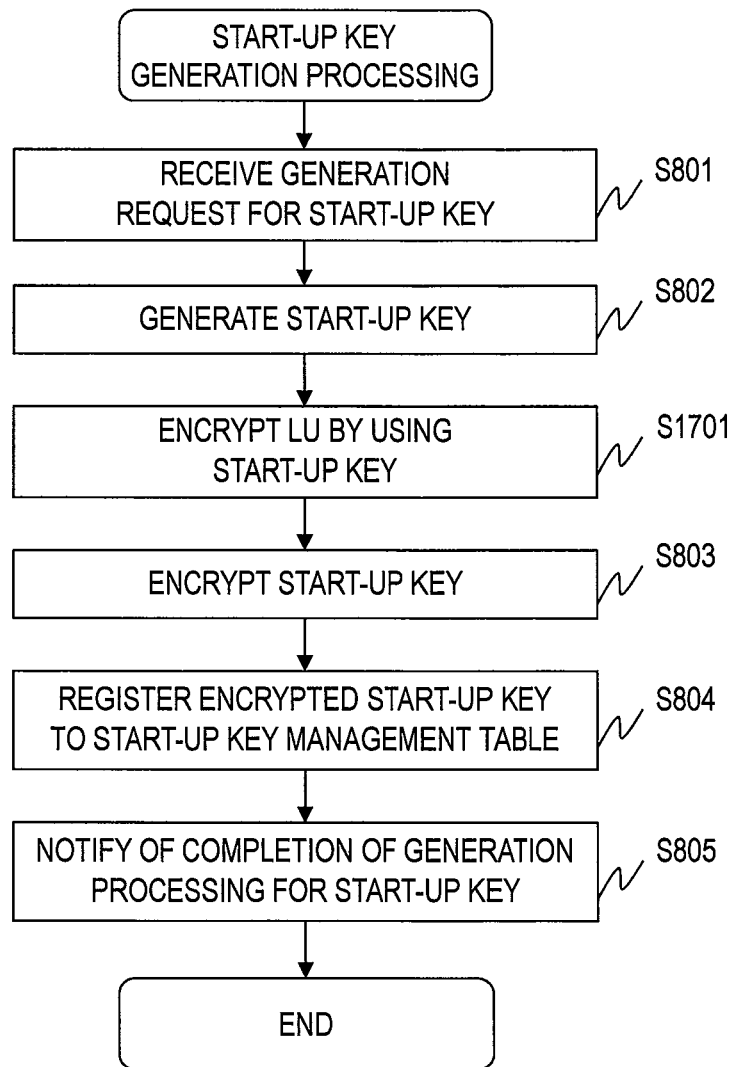 START-UP KEY
GENERATION PROCESSING
RECEIVE GENERATION
REQUEST FOR START-UP KEY
S801
GENERATE START-UP KEY
S802
ENCRYPT LU BY USING
START-UP KEY
S1701
ENCRYPT START-UP KEY
S803
REGISTER ENCRYPTED START-UP KEY
TO START-UP KEY MANAGEMENT TABLE
S804
NOTIFY OF COMPLETION OF GENERATION
PROCESSING FOR START-UP KEY
S805
END